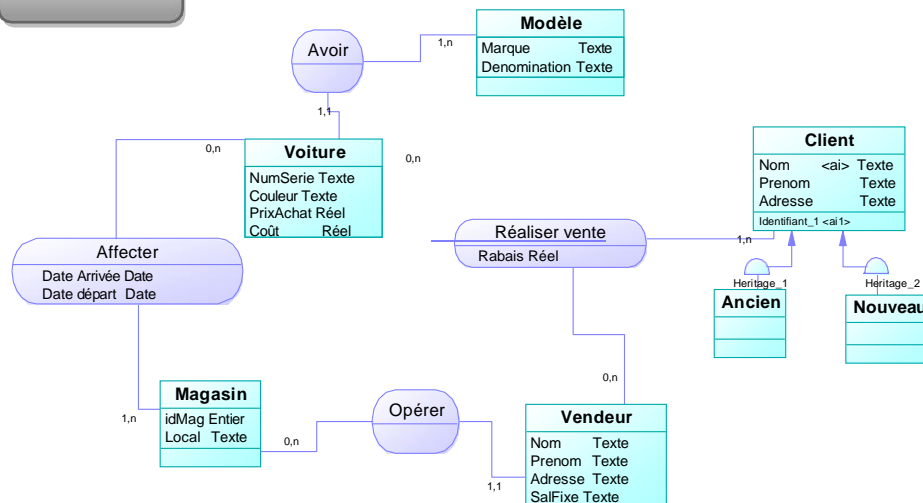 Modèle
Marque Texte
Denomination Texte
Avoir
1,n
1,1
0,n
Voiture
NumSerie Texte
Couleur Texte
PrixAchat Réel
Coût Réel
0,n
Client
Nom <ai> Texte
Prenom Texte
Adresse Texte
Identifiant_1 <ai1>
Réaliser vente
Rabais Réel
1,n
Affecter
Date Arrivée Date
Date départ Date
Heritage_1
Heritage_2
Ancien
Nouveau
0,n
Magasin
idMag Entier
Local Texte
1,n
0,n
Opérer
1,1
Vendeur
Nom Texte
Prenom Texte
Adresse Texte
SalFixe Texte